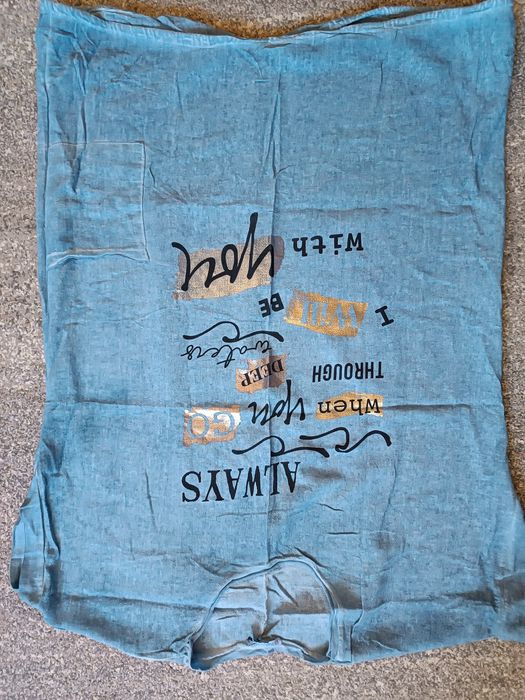 ALWAYS
when you GO
THROUGH DEEP
waters
I WILL BE
with you